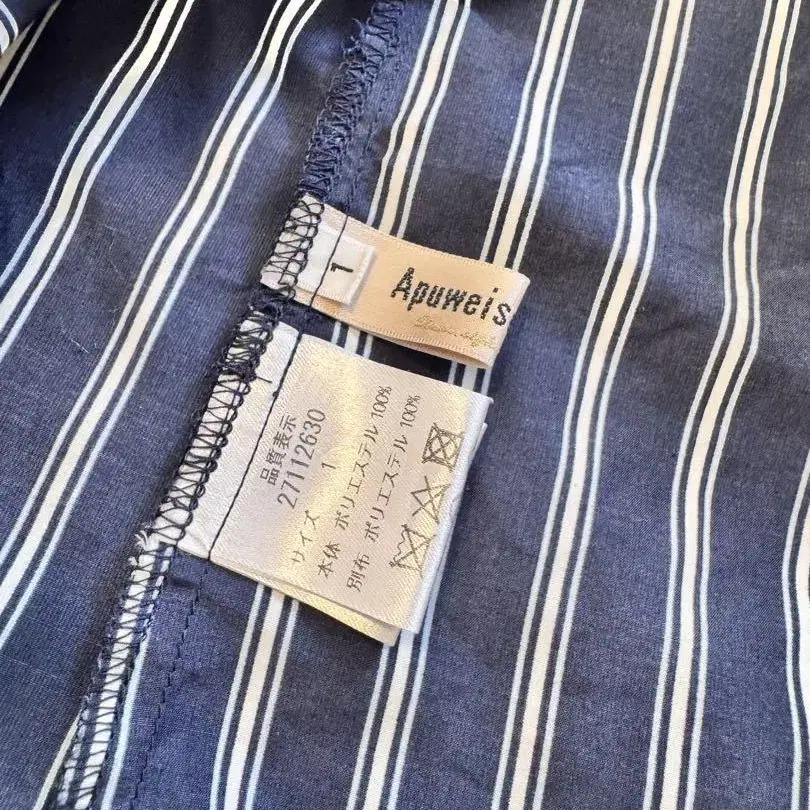 1
Apuweis
品質表示
27112630
サイズ 1
本体 ポリエステル 100%
別布 ポリエステル 100%